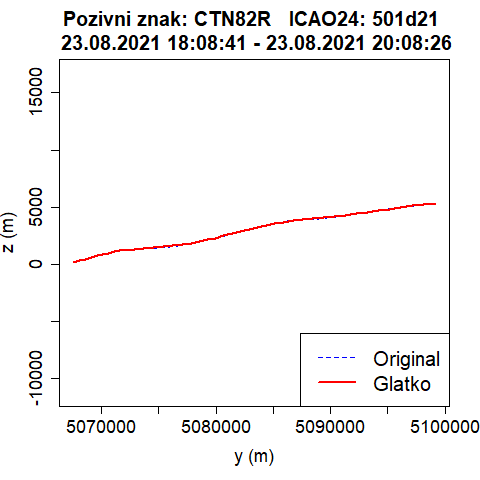 Pozivni znak: CTN82R   ICAO24: 501d21
23.08.2021 18:08:41 - 23.08.2021 20:08:26
15000
5000
0
-10000
z (m)
Original
Glatko
5070000 5080000 5090000 5100000
y (m)